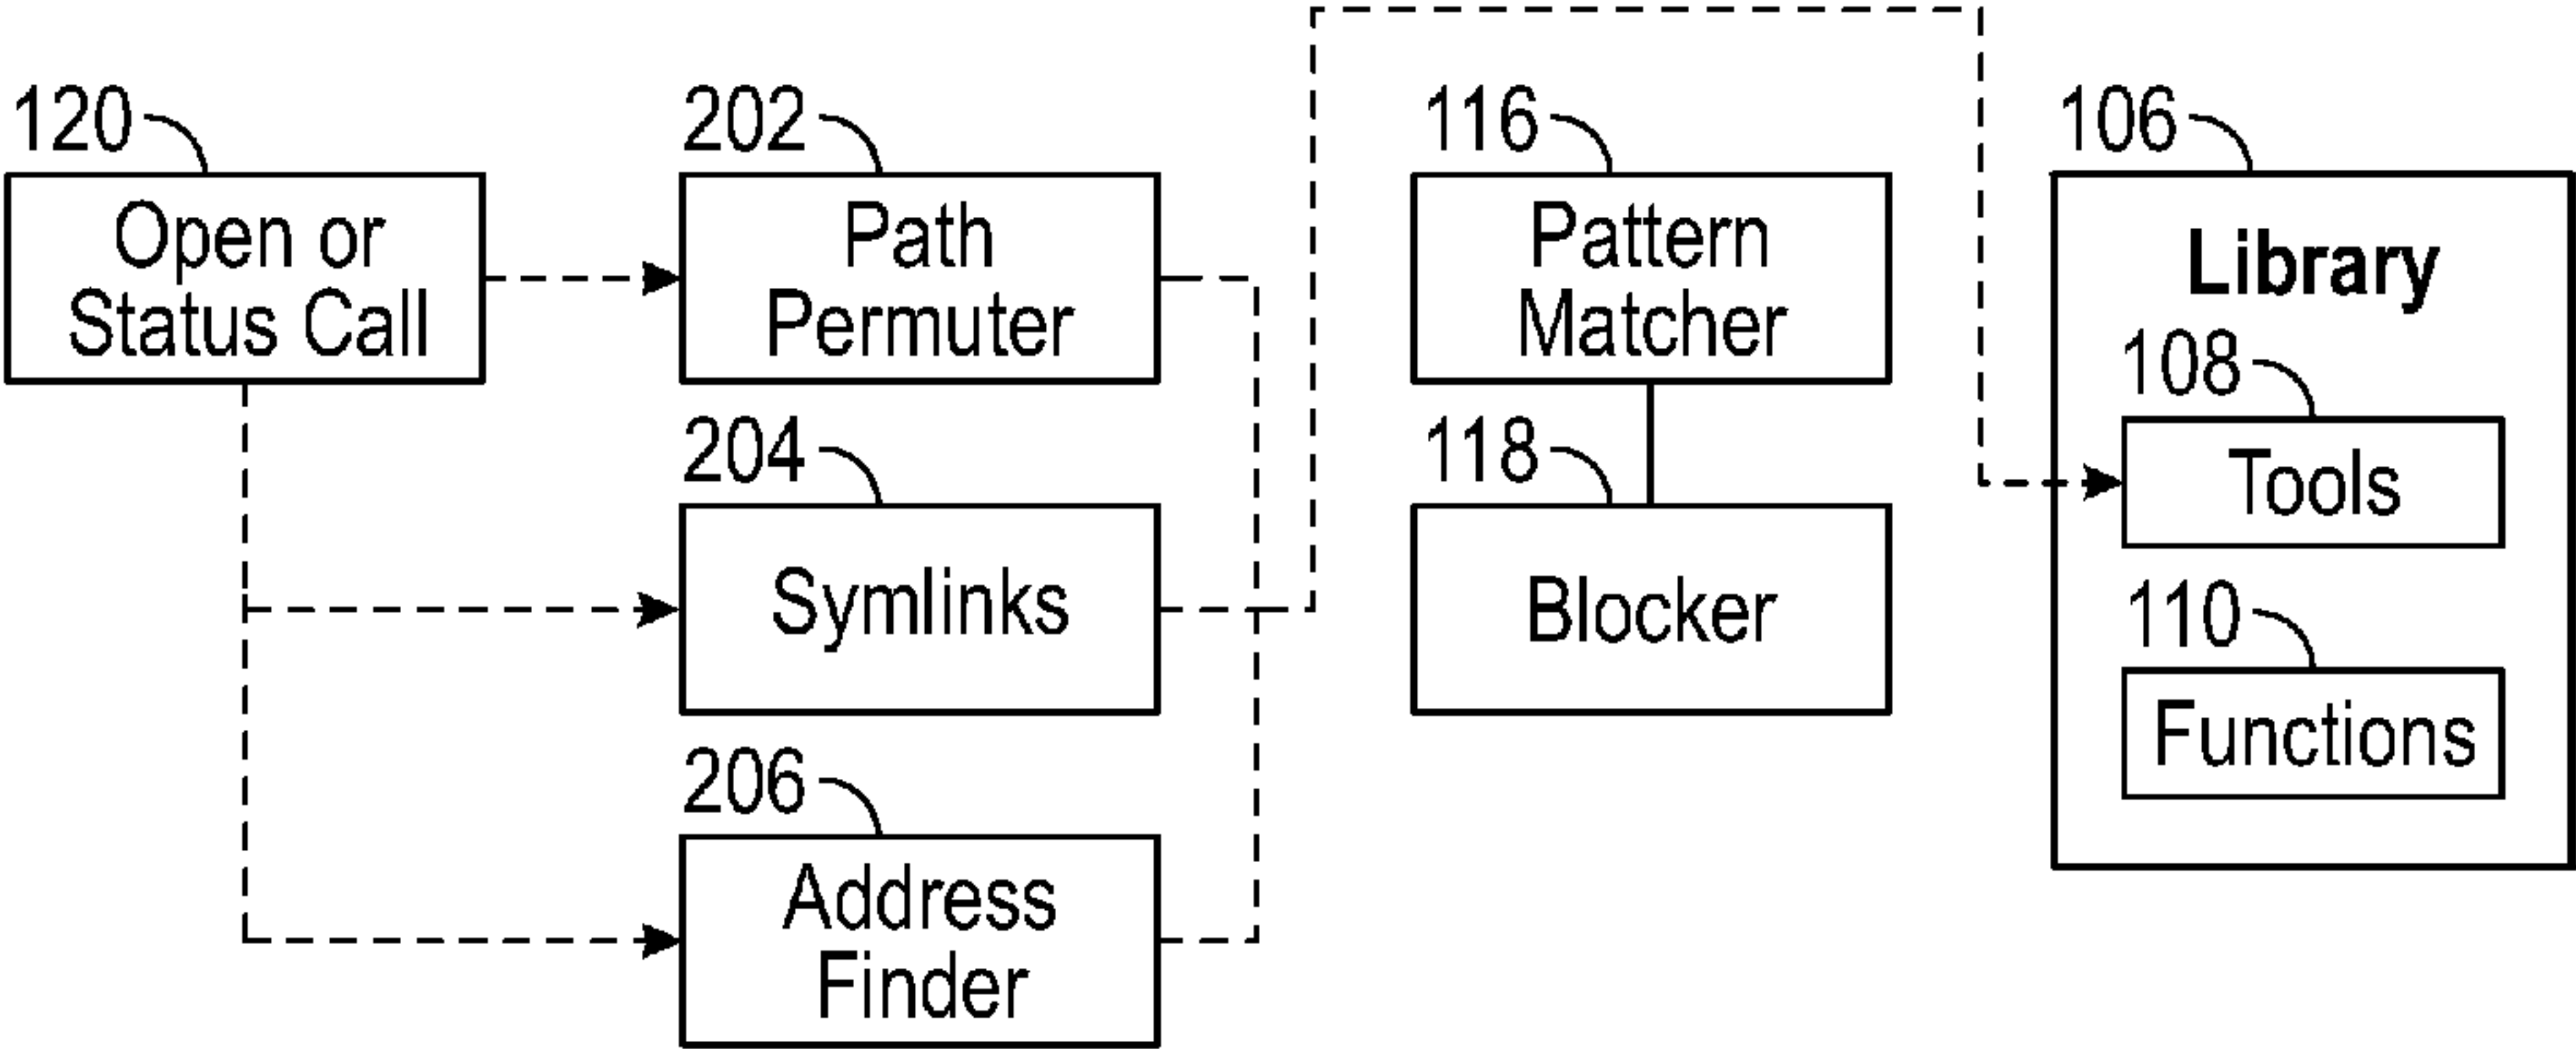 120
Open or
Status Call
202
Path
Permuter
204
Symlinks
206
Address
Finder
116
Pattern
Matcher
118
Blocker
106
Library
108
Tools
110
Functions